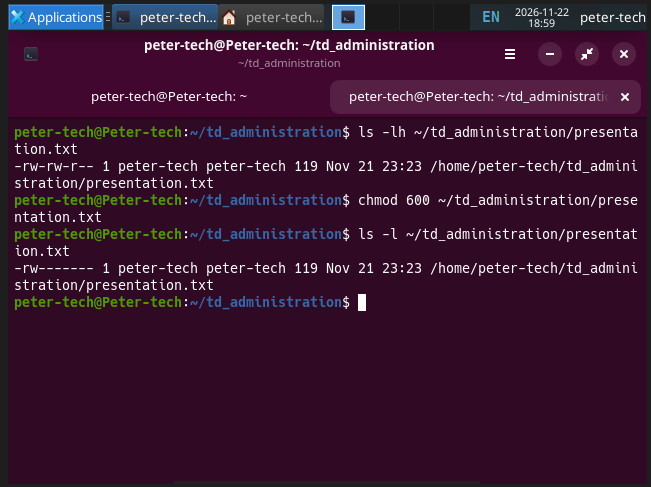 Applications
peter-tech...
peter-tech...
EN
2026-11-22
18:59
peter-tech
peter-tech@Peter-tech: ~/td_administration
~/td_administration
peter-tech@Peter-tech: ~
peter-tech@Peter-tech: ~/td_administrati
peter-tech@Peter-tech:~/td_administration$ ls -lh ~/td_administration/presenta
tion.txt
-rw-rw-r-- 1 peter-tech peter-tech 119 Nov 21 23:23 /home/peter-tech/td_admini
stration/presentation.txt
peter-tech@Peter-tech:~/td_administration$ chmod 600 ~/td_administration/prese
ntation.txt
peter-tech@Peter-tech:~/td_administration$ ls -l ~/td_administration/presentat
ion.txt
-rw------- 1 peter-tech peter-tech 119 Nov 21 23:23 /home/peter-tech/td_admini
stration/presentation.txt
peter-tech@Peter-tech:~/td_administration$